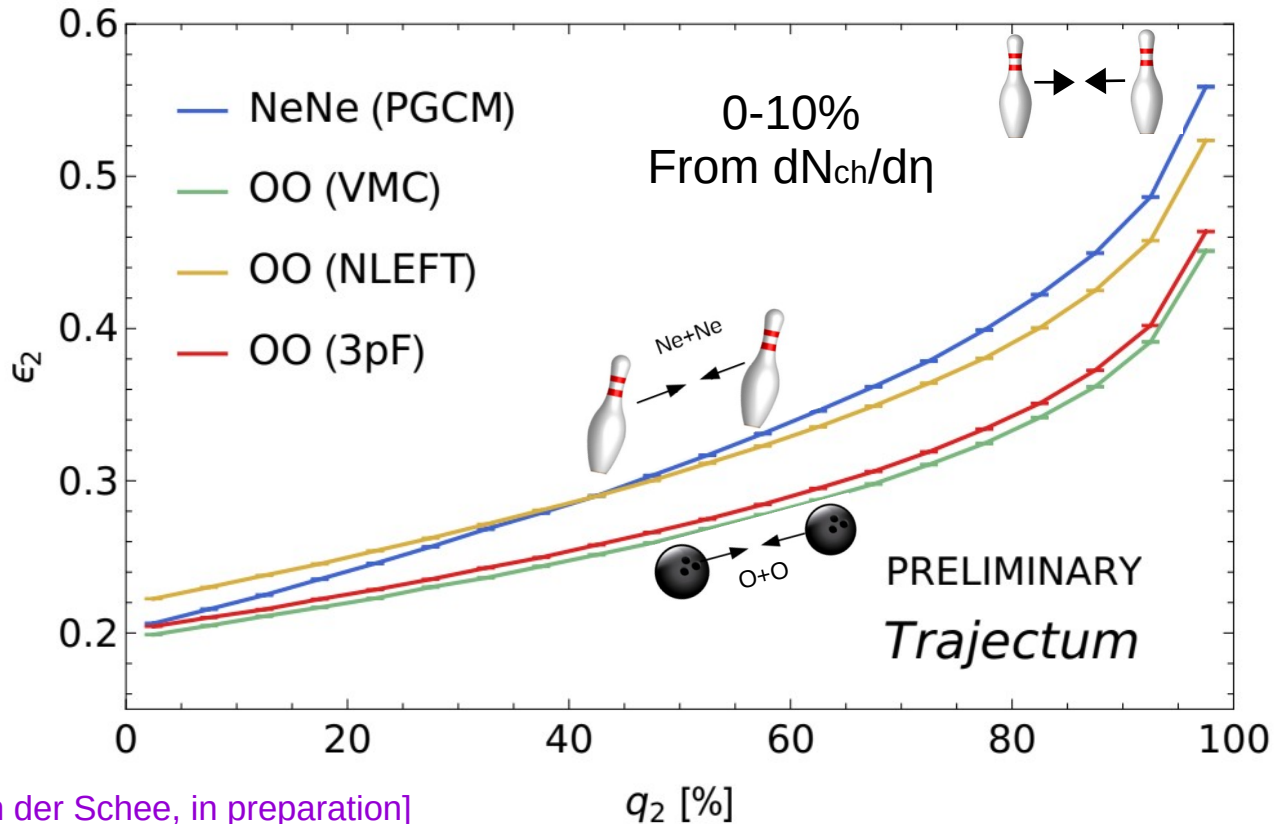 0.6
0.5
0.4
0.3
0.2
ϵ2
NeNe (PGCM)
OO (VMC)
OO (NLEFT)
OO (3pF)
0-10%
From dNch/dη
Ne+Ne
O+O
PRELIMINARY
Trajectum
0 20 40 60 80 100
q2 [%]
der Schee, in preparation]